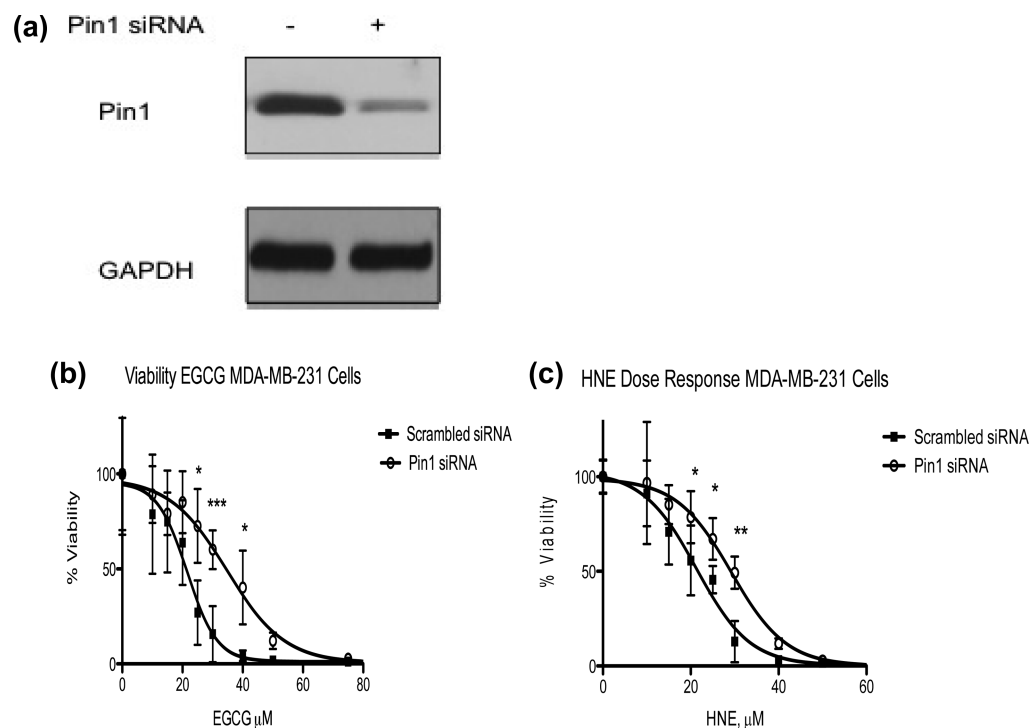 (a) Pin1 siRNA - +
Pin1
GAPDH
(b) Viability EGCG MDA-MB-231 Cells
Scrambled siRNA
Pin1 siRNA
% Viability
100
50
0
* *** *
0 20 40 60 80
EGCG µM
(c) HNE Dose Response MDA-MB-231 Cells
Scrambled siRNA
Pin1 siRNA
% Viability
100
50
0
* * **
0 20 40 60
HNE, µM